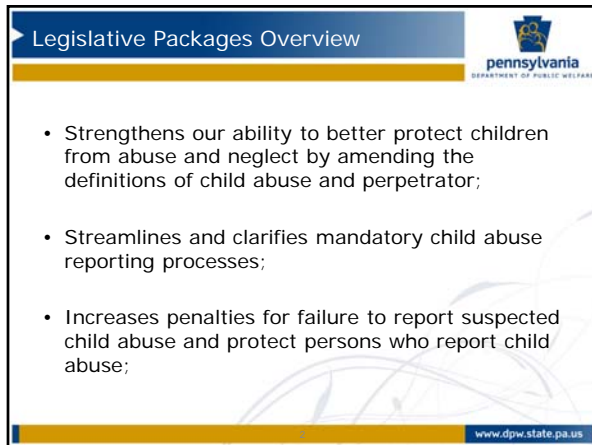 Legislative Packages Overview
pennsylvania
DEPARTMENT OF PUBLIC WELFARE
• Strengthens our ability to better protect children
from abuse and neglect by amending the
definitions of child abuse and perpetrator;
• Streamlines and clarifies mandatory child abuse
reporting processes;
• Increases penalties for failure to report suspected
child abuse and protect persons who report child
abuse;
www.dpw.state.pa.us